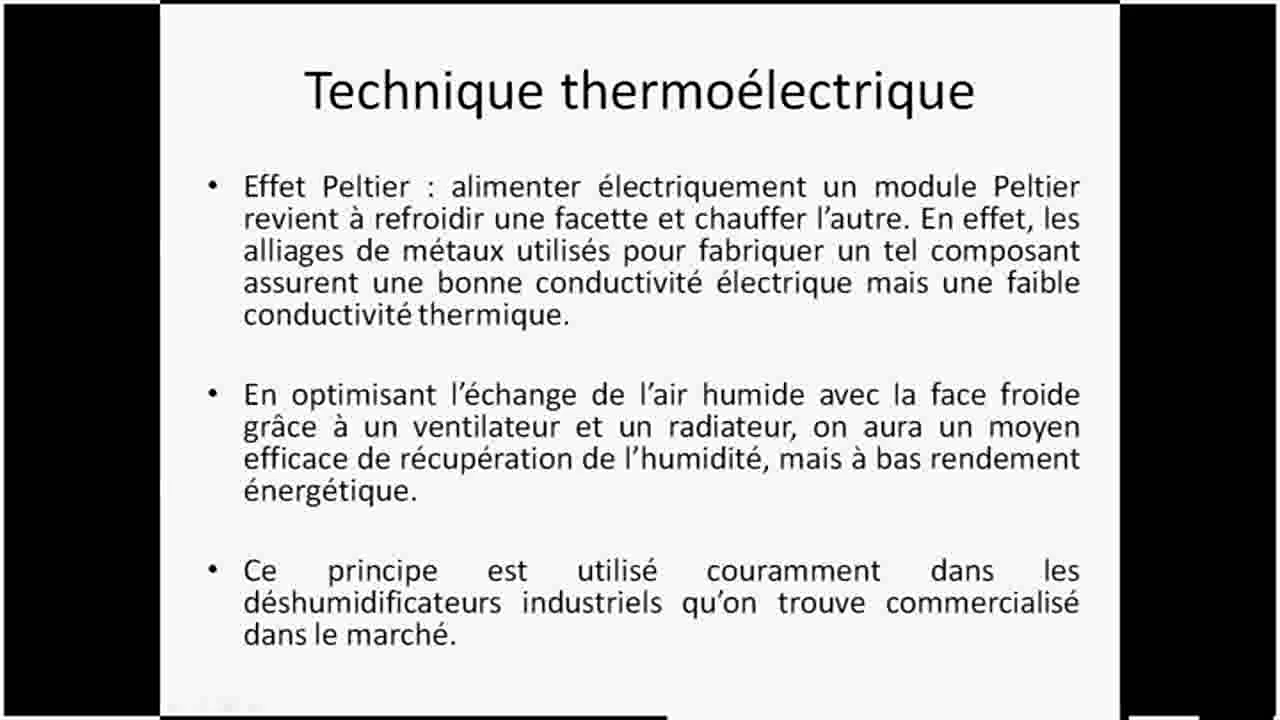 Technique thermoélectrique
• Effet Peltier : alimenter électriquement un module Peltier
revient à refroidir une facette et chauffer l’autre. En effet, les
alliages de métaux utilisés pour fabriquer un tel composant
assurent une bonne conductivité électrique mais une faible
conductivité thermique.
• En optimisant l’échange de l’air humide avec la face froide
grâce à un ventilateur et un radiateur, on aura un moyen
efficace de récupération de l’humidité, mais à bas rendement
énergétique.
• Ce principe est utilisé couramment dans les
déshumidificateurs industriels qu’on trouve commercialisé
dans le marché.